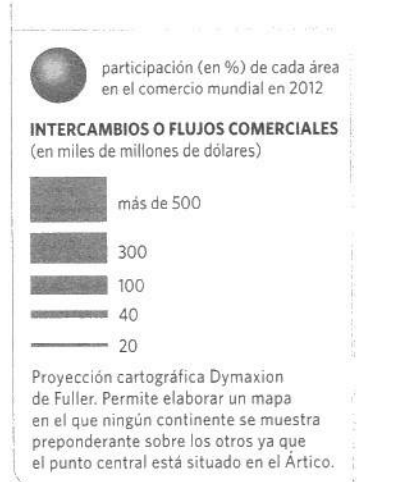 participación (en %) de cada área
en el comercio mundial en 2012
INTERCAMBIOS O FLUJOS COMERCIALES
(en miles de millones de dólares)
más de 500
300
100
40
20
Proyección cartográfica Dymaxion
de Fuller. Permite elaborar un mapa
en el que ningún continente se muestra
preponderante sobre los otros ya que
el punto central está situado en el Ártico.